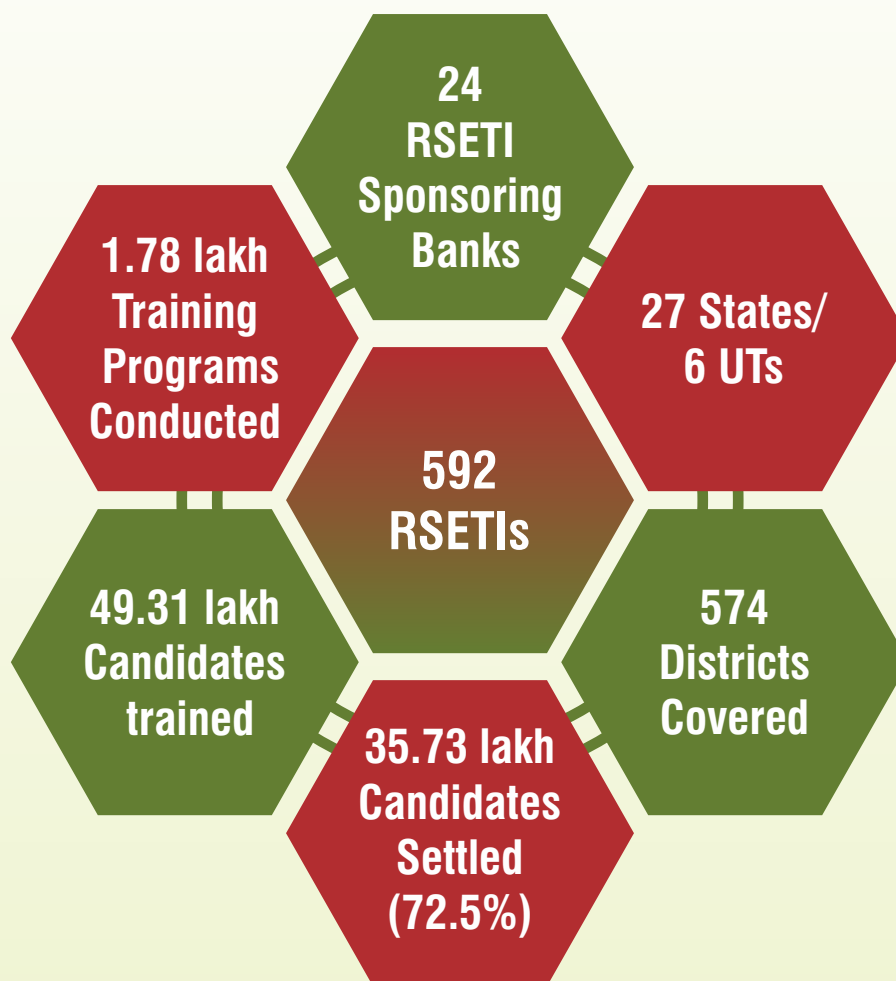 24
RSETI
Sponsoring
Banks
1.78 lakh
Training
Programs
Conducted
27 States/
6 UTs
592
RSETIs
49.31 lakh
Candidates
trained
574
Districts
Covered
35.73 lakh
Candidates
Settled
(72.5%)